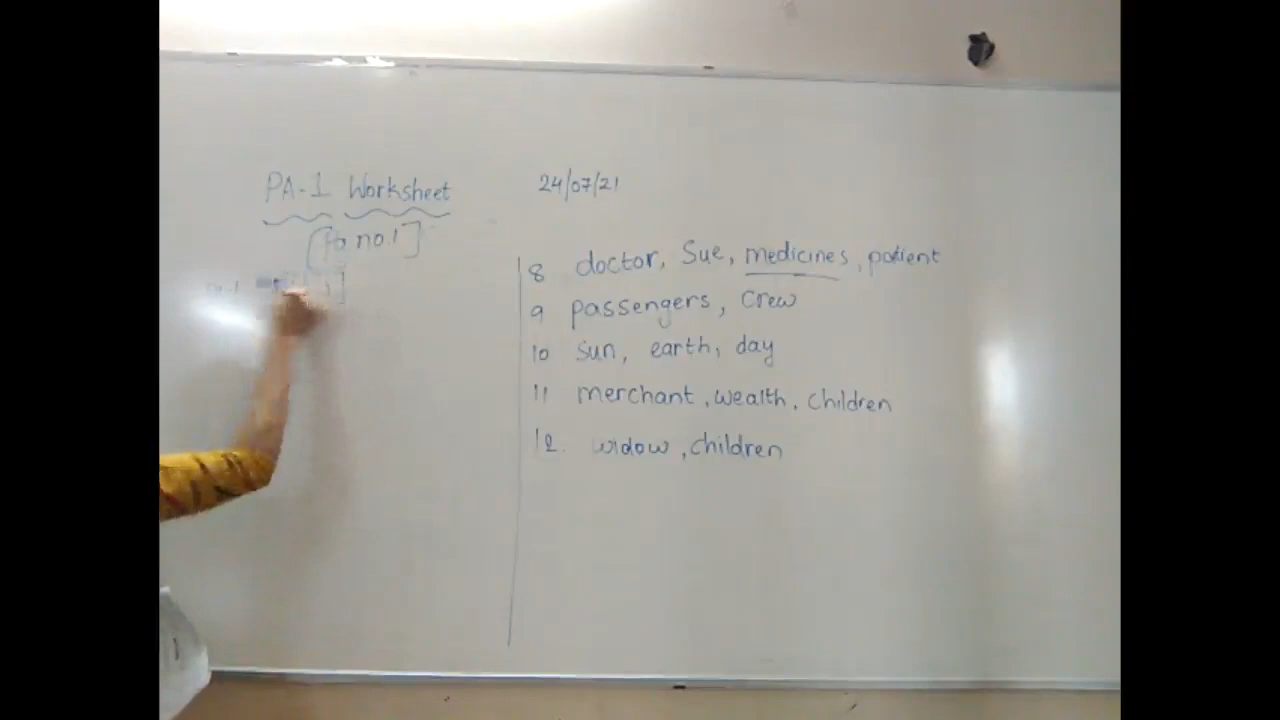 PA-1 Worksheet
24/07/21
[Pg no.1]
8 doctor, Sue, medicines, patient
9 passengers, crew
10 sun, earth, day
11 merchant, wealth, children
12. widow, children